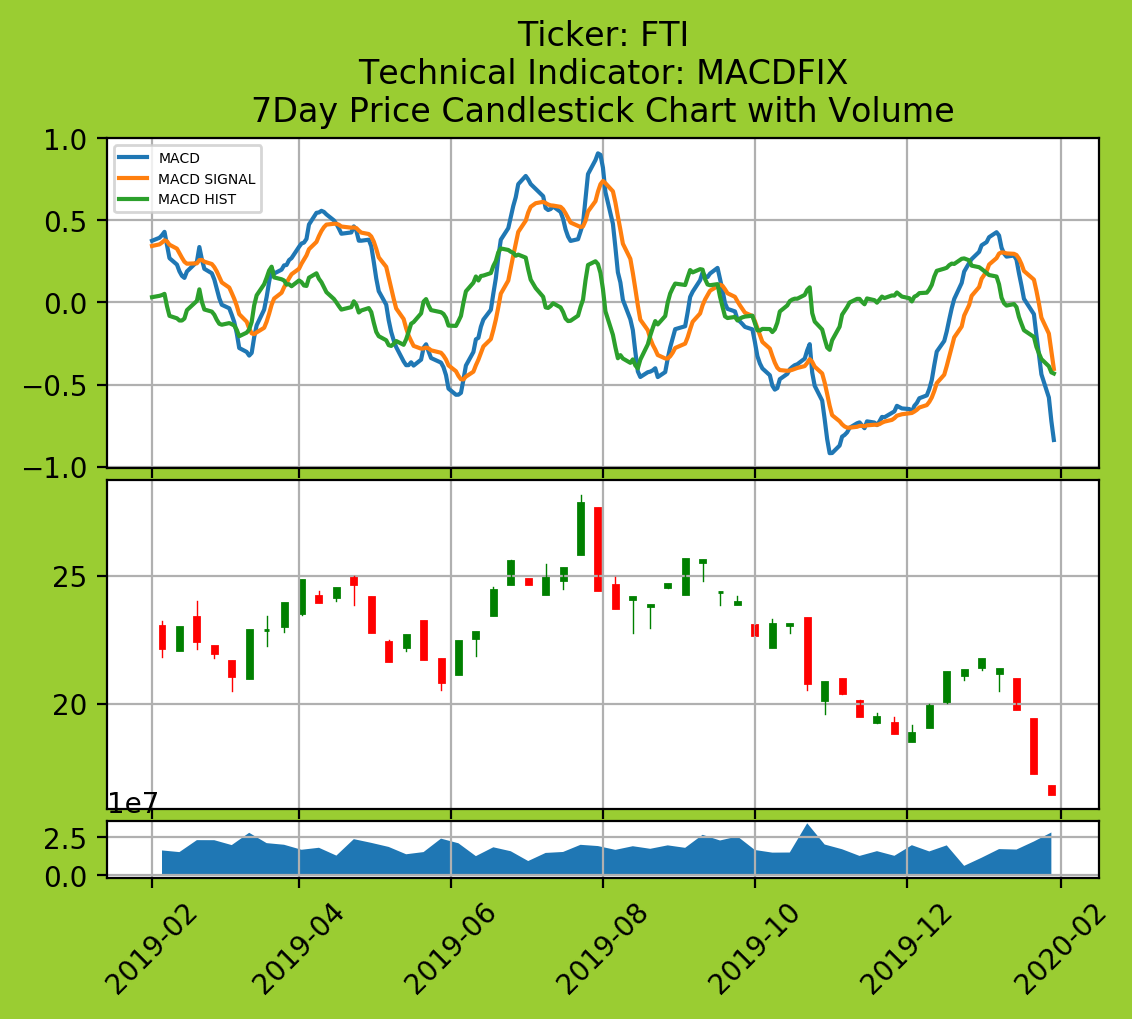 Ticker: FTI
Technical Indicator: MACDFIX
7Day Price Candlestick Chart with Volume
MACD
MACD SIGNAL
MACD HIST
1.0
0.5
0.0
−0.5
−1.0
25
20
1e7
2.5
0.0
2019-02
2019-04
2019-06
2019-08
2019-10
2019-12
2020-02